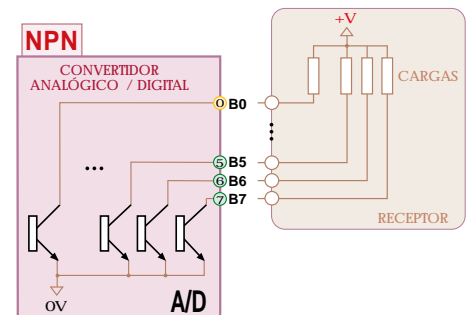 NPN
CONVERTIDOR
ANALÓGICO / DIGITAL
0 B0
...
5 B5
6 B6
7 B7
0V
A/D
+V
CARGAS
RECEPTOR